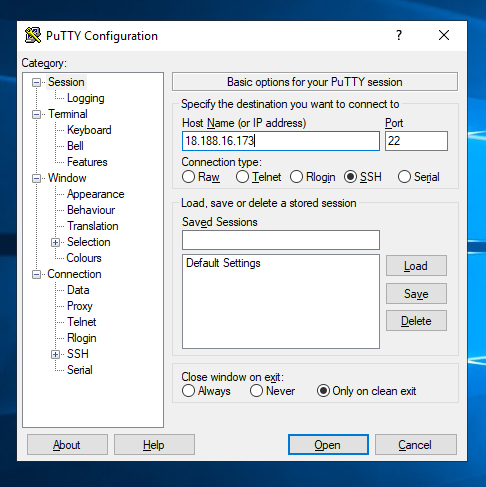 PuTTY Configuration
?
Category:
Session
Logging
Terminal
Keyboard
Bell
Features
Window
Appearance
Behaviour
Translation
Selection
Colours
Connection
Data
Proxy
Telnet
Rlogin
SSH
Serial
Basic options for your PuTTY session
Specify the destination you want to connect to
Host Name (or IP address) Port
18.188.16.173 22
Connection type:
Raw Telnet Rlogin SSH Serial
Load, save or delete a stored session
Saved Sessions
Default Settings
Load
Save
Delete
Close window on exit:
Always Never Only on clean exit
About Help Open Cancel